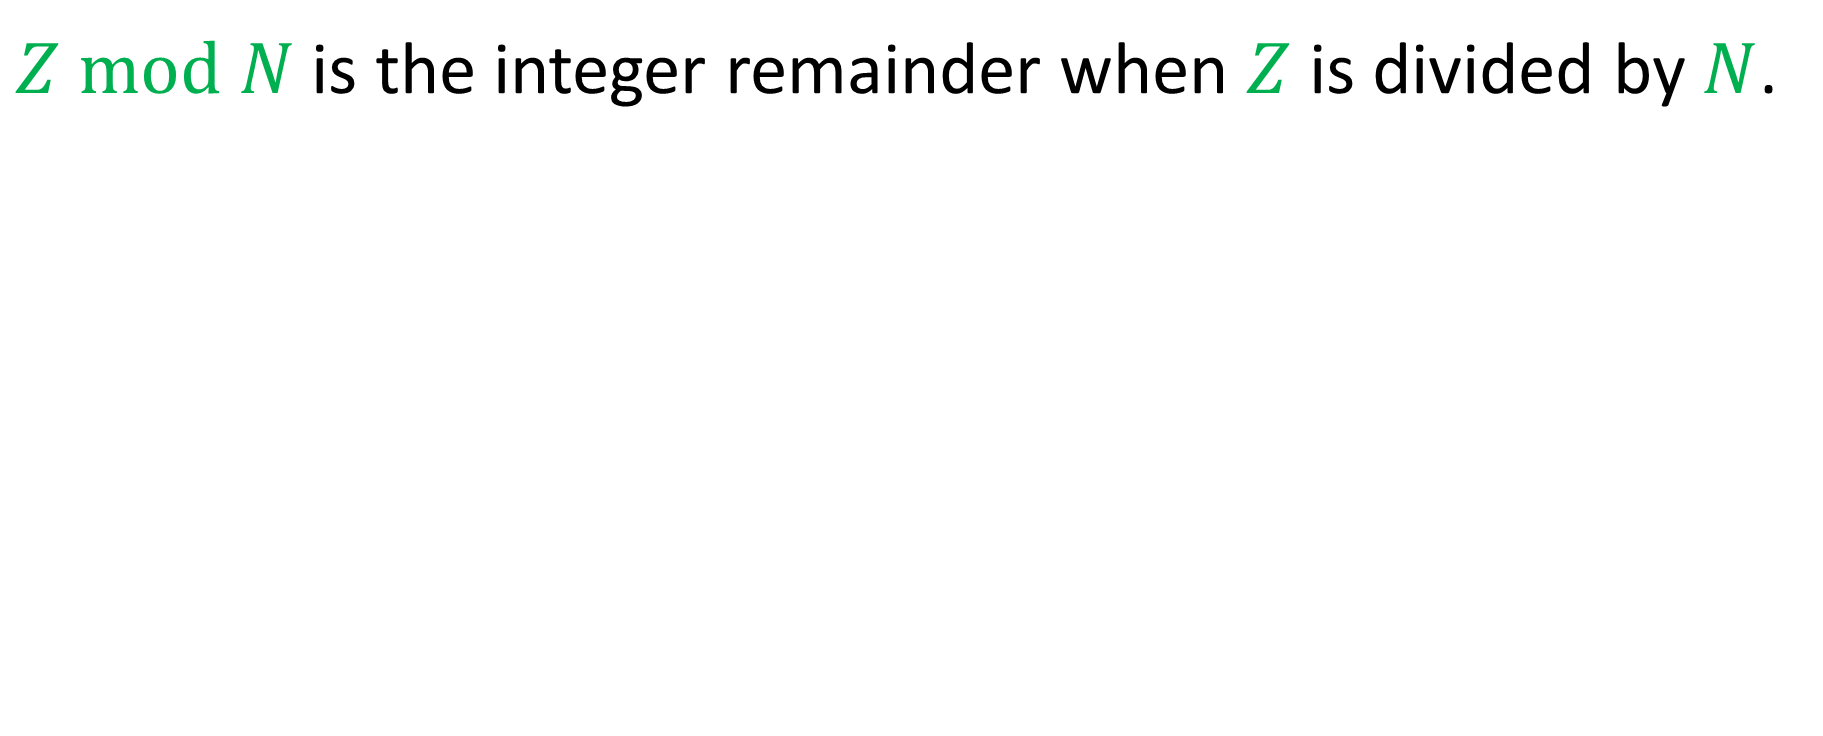 Z mod N is the integer remainder when Z is divided by N.